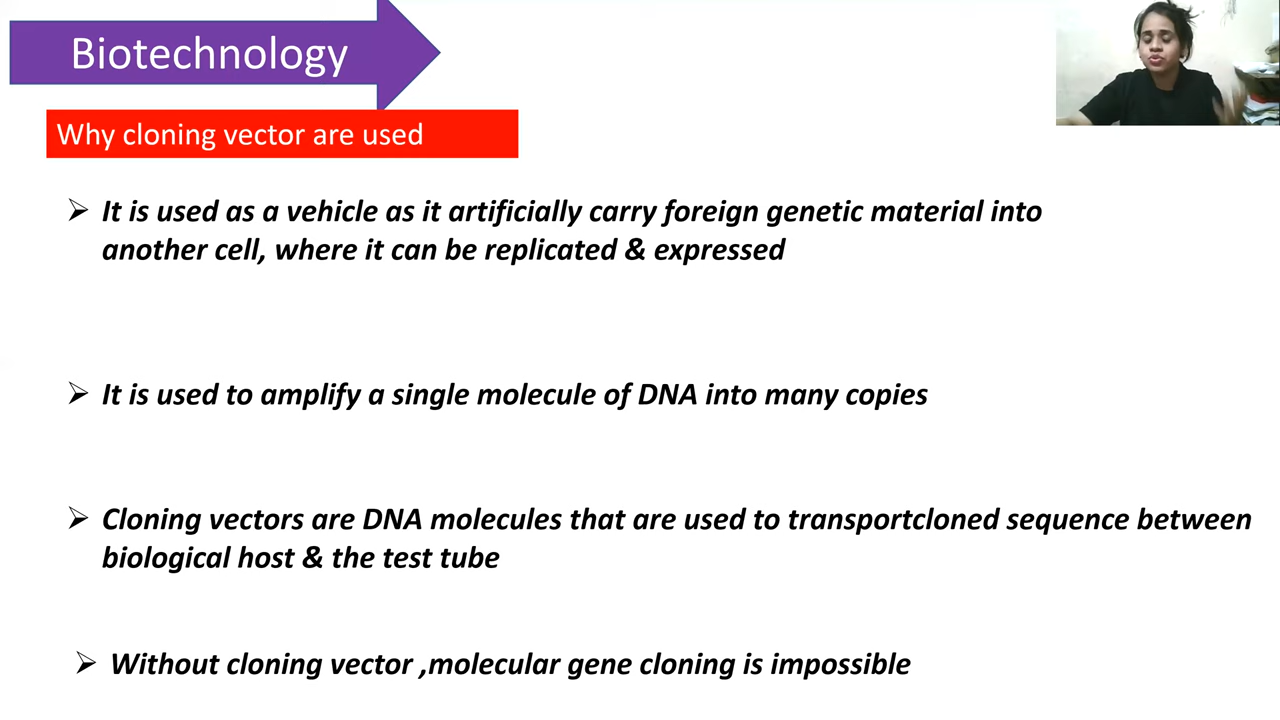 Biotechnology
Why cloning vector are used
It is used as a vehicle as it artificially carry foreign genetic material into
another cell, where it can be replicated & expressed
It is used to amplify a single molecule of DNA into many copies
Cloning vectors are DNA molecules that are used to transportcloned sequence between
biological host & the test tube
Without cloning vector ,molecular gene cloning is impossible